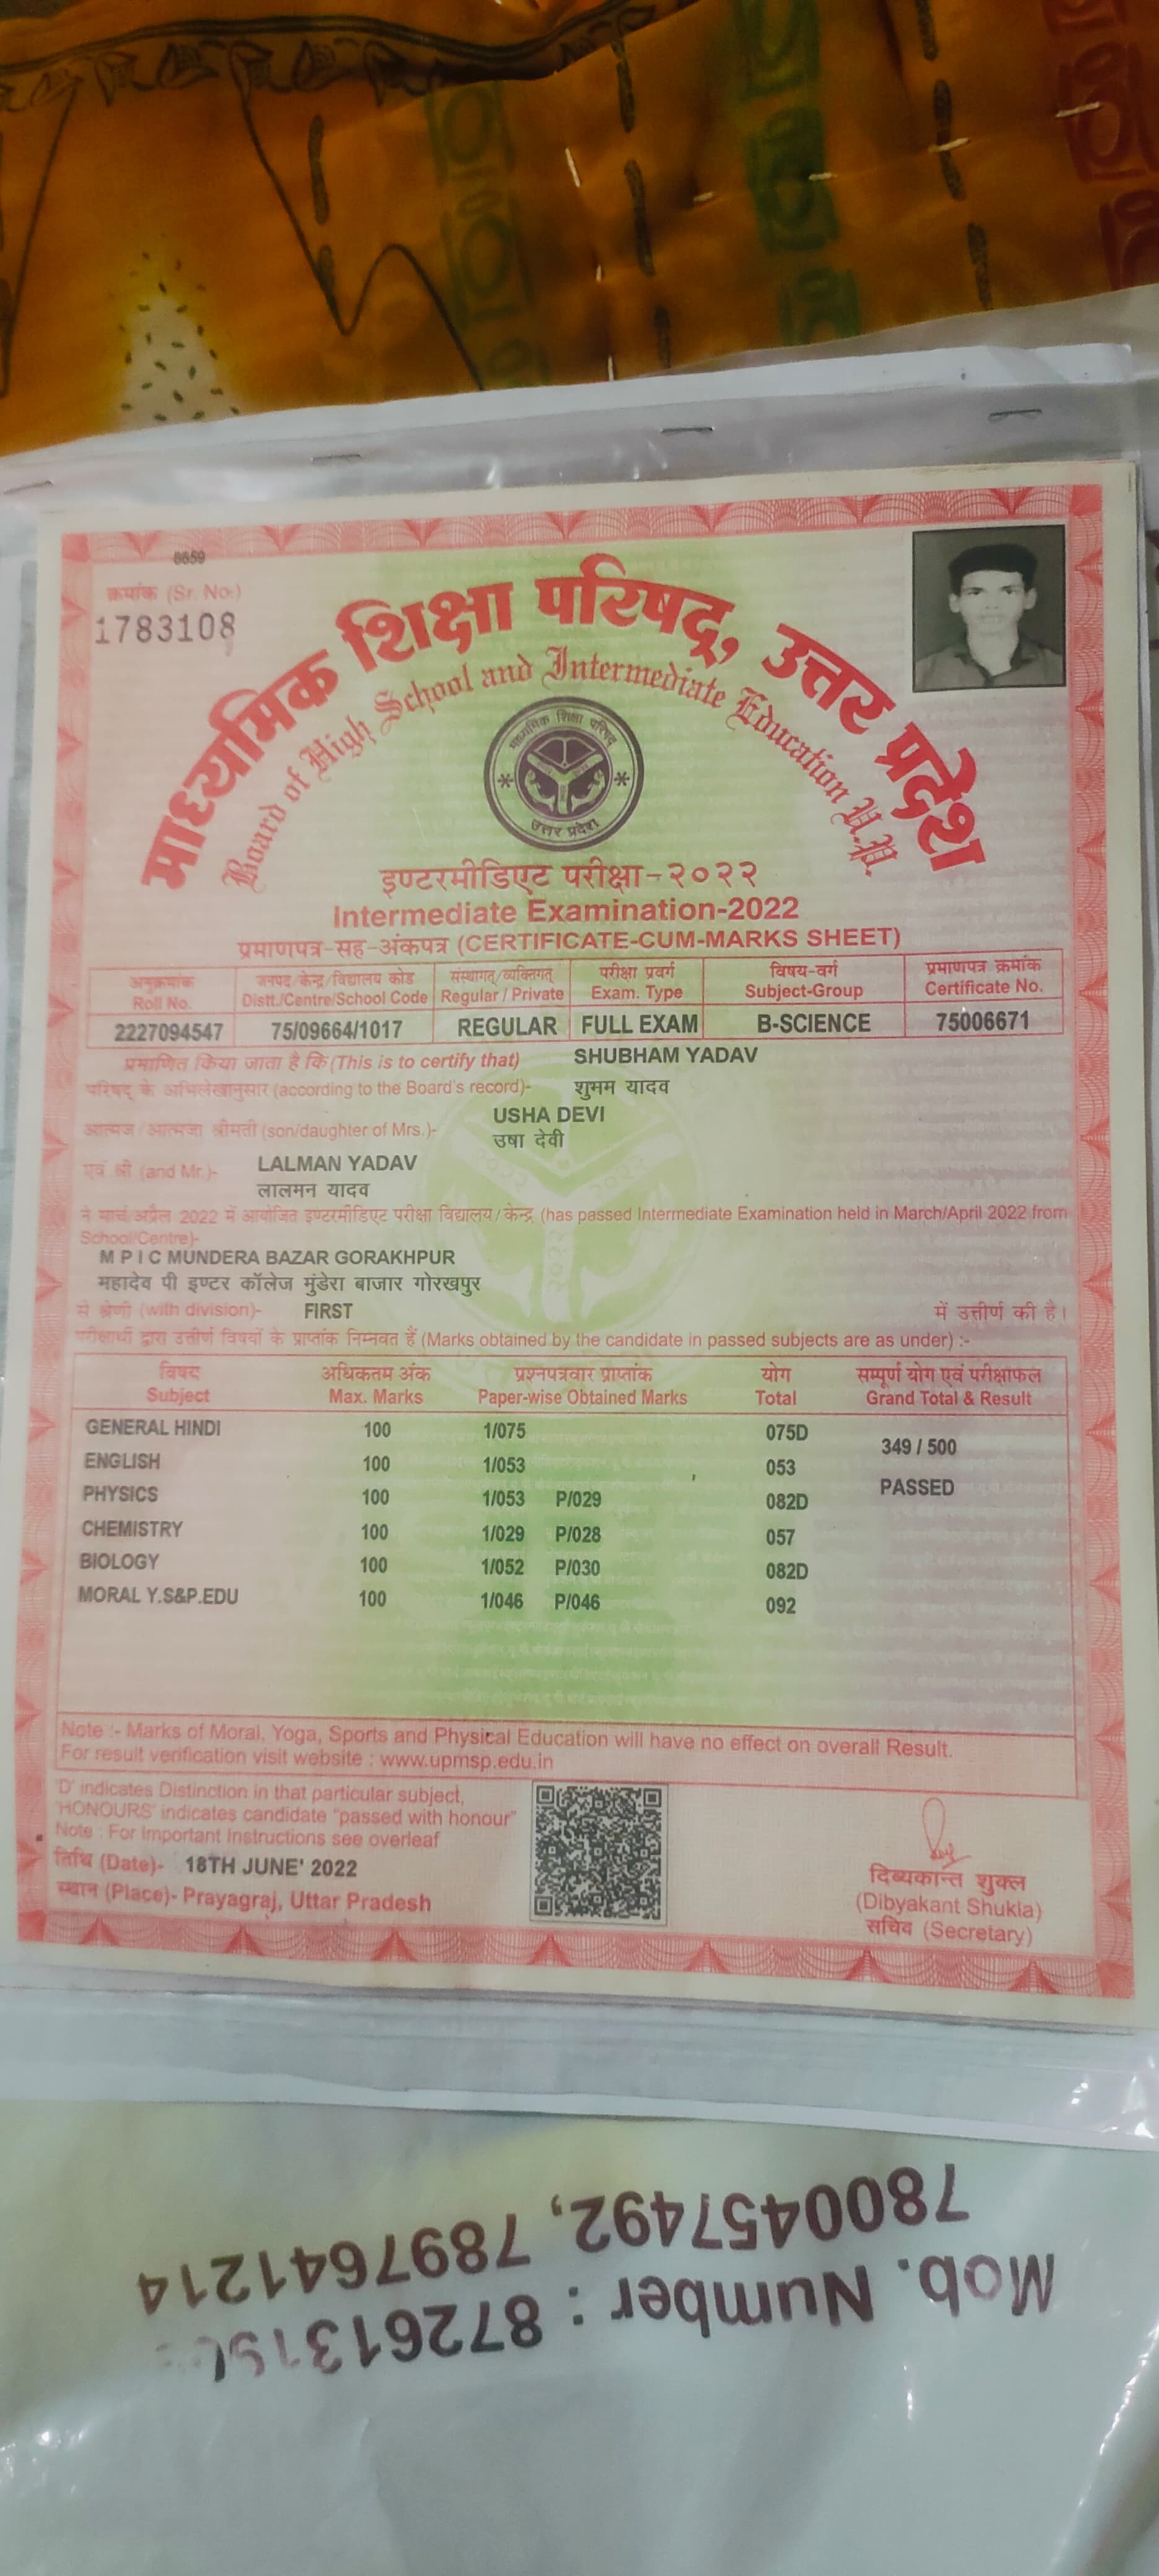 6659
क्रमांक (Sr. No.)
1783108
माध्यमिक शिक्षा परिषद्, उत्तर प्रदेश
Board of High School and Intermediate Education U.P.
माध्यमिक शिक्षा परिषद्
उत्तर प्रदेश
इण्टरमीडिएट परीक्षा-२०२२
Intermediate Examination-2022
प्रमाणपत्र-सह-अंकपत्र (CERTIFICATE-CUM-MARKS SHEET)
अनुक्रमांक जनपद/केन्द्र/विद्यालय कोड संस्थागत/व्यक्तिगत परीक्षा प्रवर्ग विषय-वर्ग प्रमाणपत्र क्रमांक
Roll No. Distt./Centre/School Code Regular / Private Exam. Type Subject-Group Certificate No.
2227094547 75/09664/1017 REGULAR FULL EXAM B-SCIENCE 75006671
प्रमाणित किया जाता है कि (This is to certify that) SHUBHAM YADAV
परिषद् के अभिलेखानुसार (according to the Board's record)- शुभम यादव
USHA DEVI
आत्मज/आत्मजा श्रीमती (son/daughter of Mrs.)- उषा देवी
LALMAN YADAV
एवं श्री (and Mr.)- लालमन यादव
ने मार्च अप्रैल 2022 में आयोजित इण्टरमीडिएट परीक्षा विद्यालय/केन्द्र (has passed Intermediate Examination held in March/April 2022 from
School/Centre)-
M P I C MUNDERA BAZAR GORAKHPUR
महादेव पी इण्टर कॉलेज मुंडेरा बाजार गोरखपुर
से श्रेणी (with division)- FIRST में उत्तीर्ण की है।
परीक्षार्थी द्वारा उत्तीर्ण विषयों के प्राप्तांक निम्नवत हैं (Marks obtained by the candidate in passed subjects are as under) :-
विषय अधिकतम अंक प्रश्नपत्रवार प्राप्तांक योग सम्पूर्ण योग एवं परीक्षाफल
Subject Max. Marks Paper-wise Obtained Marks Total Grand Total & Result
GENERAL HINDI 100 1/075 075D
349 / 500
ENGLISH 100 1/053 053
PASSED
PHYSICS 100 1/053 P/029 082D
CHEMISTRY 100 1/029 P/028 057
BIOLOGY 100 1/052 P/030 082D
MORAL Y.S&P.EDU 100 1/046 P/046 092
Note :- Marks of Moral, Yoga, Sports and Physical Education will have no effect on overall Result.
For result verification visit website : www.upmsp.edu.in
'D' indicates Distinction in that particular subject,
'HONOURS' indicates candidate "passed with honour"
Note : For Important Instructions see overleaf
तिथि (Date)- 18TH JUNE' 2022
स्थान (Place)- Prayagraj, Uttar Pradesh
दिब्यकान्त शुक्ल
(Dibyakant Shukla)
सचिव (Secretary)
Mob. Number :
7800457492, 7897641214